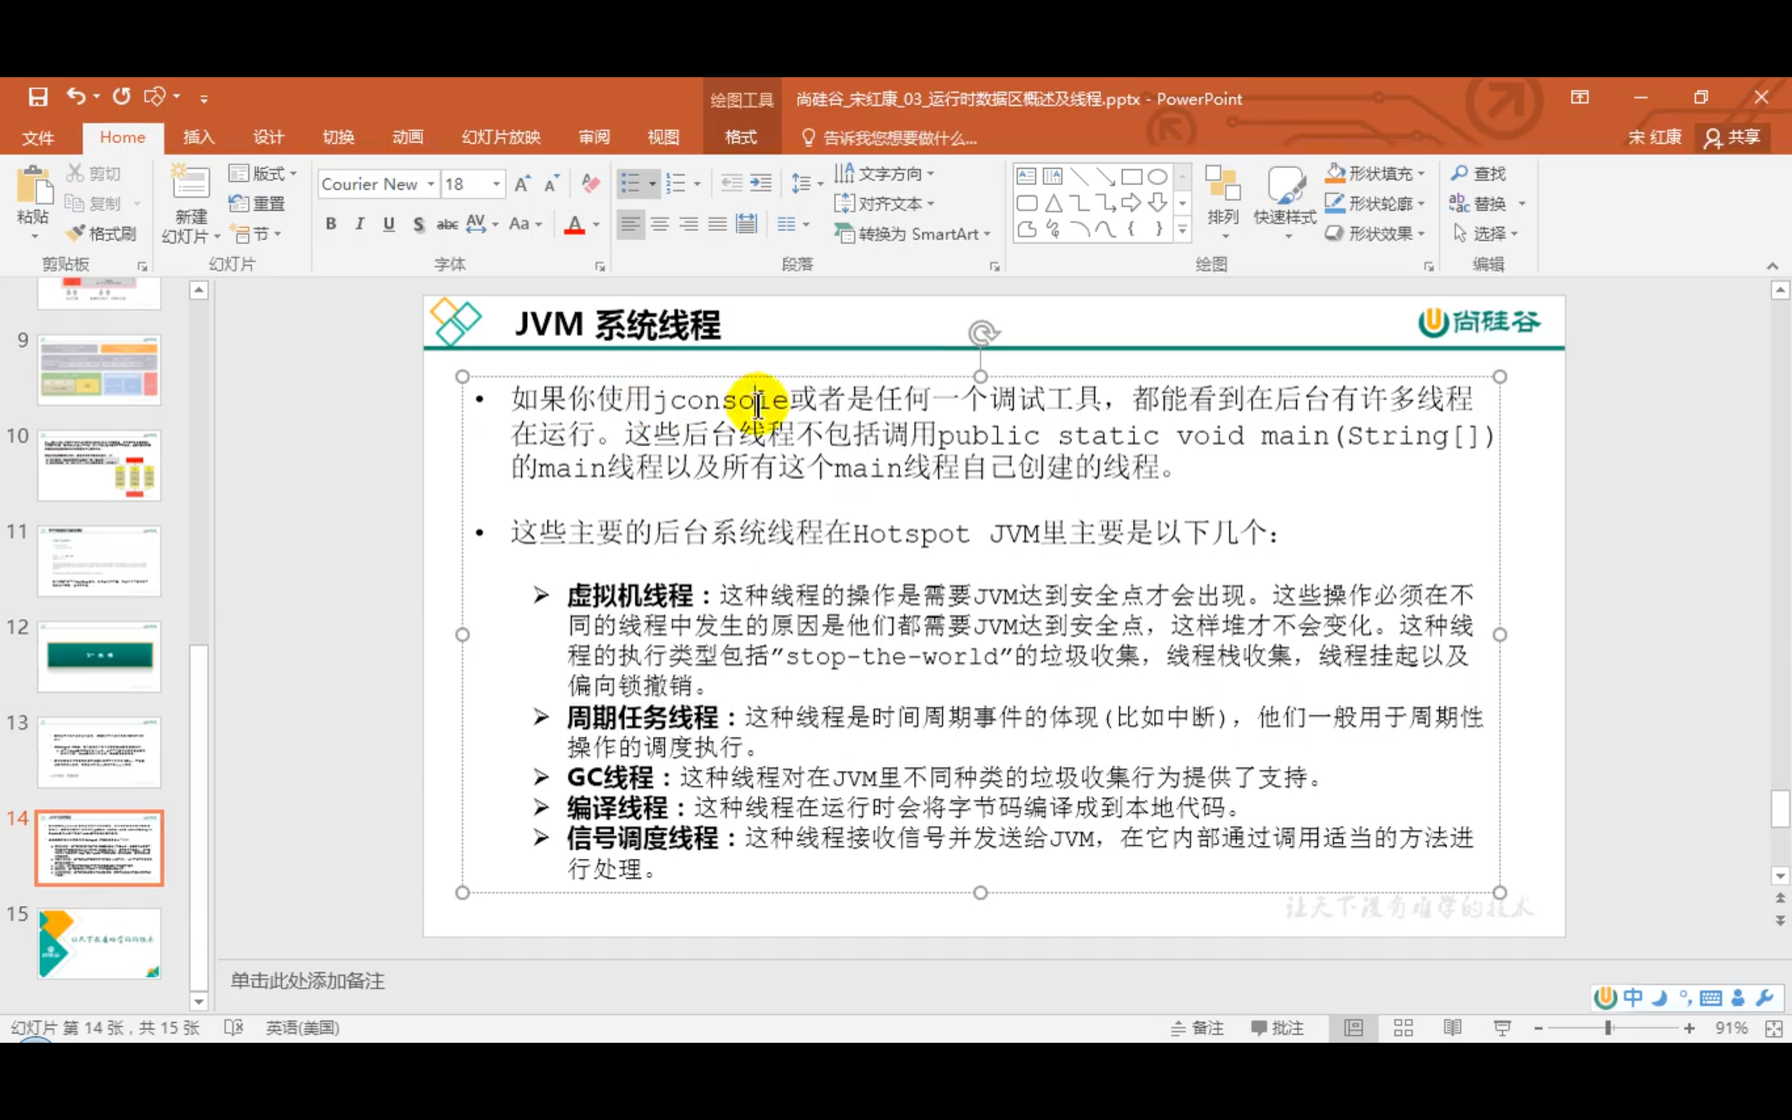 绘图工具
尚硅谷_宋红康_03_运行时数据区概述及线程.pptx - PowerPoint
文件
Home
插入
设计
切换
动画
幻灯片放映
审阅
视图
格式
告诉我您想要做什么...
宋 红康
共享
粘贴
剪切
复制
格式刷
剪贴板
新建
幻灯片
版式
重置
节
幻灯片
Courier New
18
B I U S abc AV Aa A
字体
文字方向
对齐文本
转换为 SmartArt
段落
排列
快速样式
形状填充
形状轮廓
形状效果
绘图
查找
替换
选择
编辑
9
10
11
12
13
14
15
JVM 系统线程
尚硅谷
• 如果你使用jconsole或者是任何一个调试工具，都能看到在后台有许多线程
在运行。这些后台线程不包括调用public static void main(String[])
的main线程以及所有这个main线程自己创建的线程。
• 这些主要的后台系统线程在Hotspot JVM里主要是以下几个：
➢ 虚拟机线程：这种线程的操作是需要JVM达到安全点才会出现。这些操作必须在不
同的线程中发生的原因是他们都需要JVM达到安全点，这样堆才不会变化。这种线
程的执行类型包括”stop-the-world”的垃圾收集，线程栈收集，线程挂起以及
偏向锁撤销。
➢ 周期任务线程：这种线程是时间周期事件的体现(比如中断)，他们一般用于周期性
操作的调度执行。
➢ GC线程：这种线程对在JVM里不同种类的垃圾收集行为提供了支持。
➢ 编译线程：这种线程在运行时会将字节码编译成到本地代码。
➢ 信号调度线程：这种线程接收信号并发送给JVM，在它内部通过调用适当的方法进
行处理。
让天下没有难学的技术
单击此处添加备注
中
幻灯片 第 14 张，共 15 张
英语(美国)
备注
批注
91%